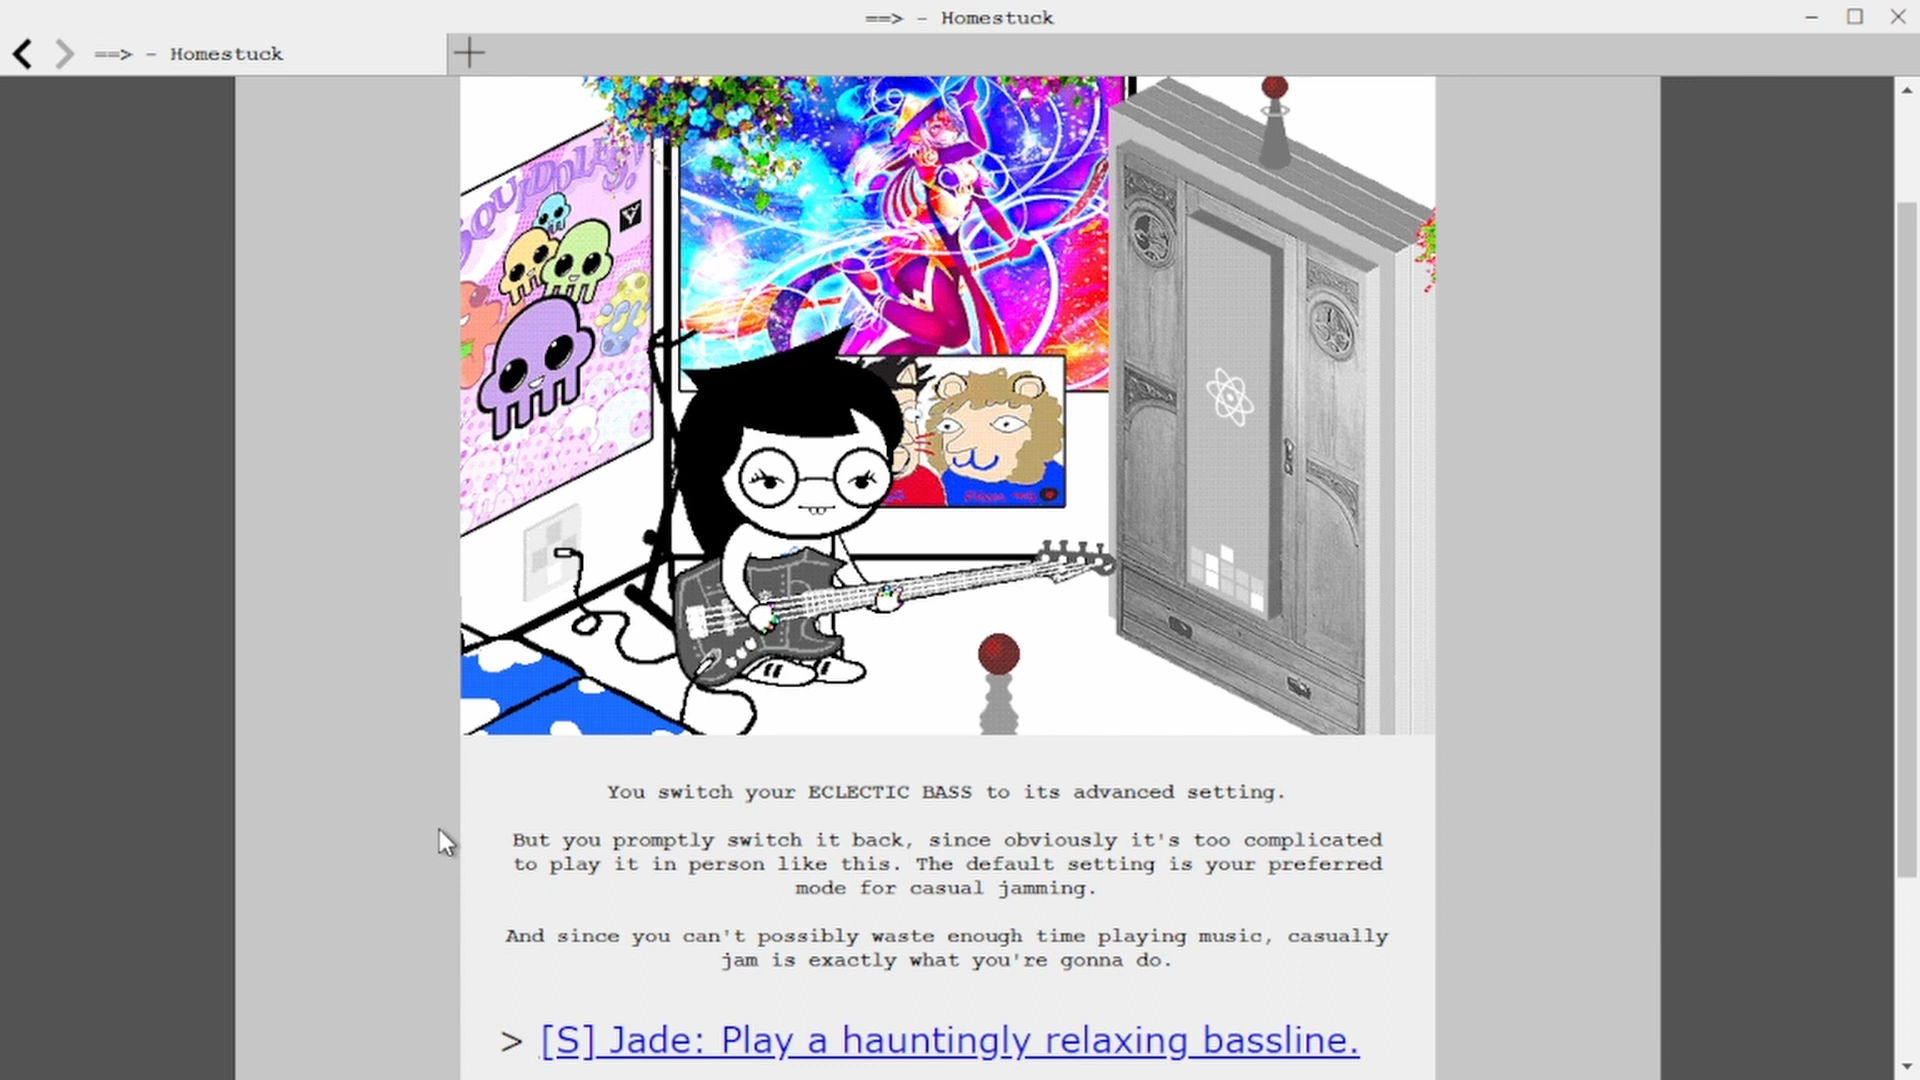 ==> - Homestuck
==> - Homestuck
SQUIDDLES!
You switch your ECLECTIC BASS to its advanced setting.
But you promptly switch it back, since obviously it's too complicated
to play it in person like this. The default setting is your preferred
mode for casual jamming.
And since you can't possibly waste enough time playing music, casually
jam is exactly what you're gonna do.
> [S] Jade: Play a hauntingly relaxing bassline.